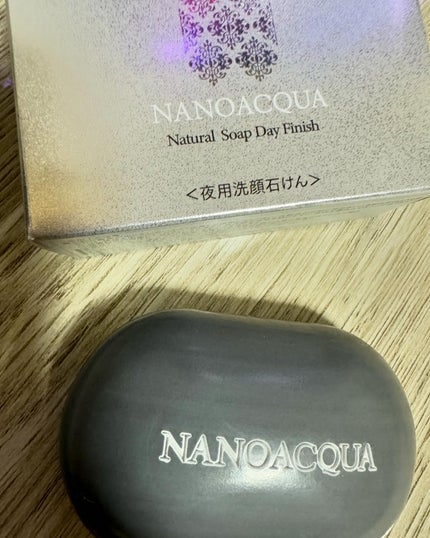 NANOACQUA
Natural Soap Day Finish
<夜用洗顔石けん>
NANOACQUA